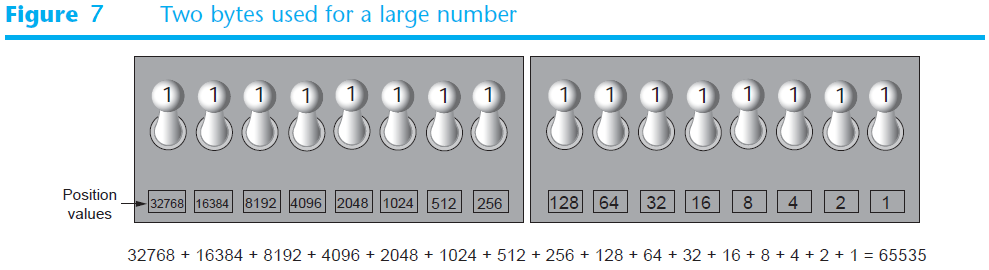 Figure 7 Two bytes used for a large number
1 1 1 1 1 1 1 1 1 1 1 1 1 1 1 1
Position values
32768 16384 8192 4096 2048 1024 512 256 128 64 32 16 8 4 2 1
32768 + 16384 + 8192 + 4096 + 2048 + 1024 + 512 + 256 + 128 + 64 + 32 + 16 + 8 + 4 + 2 + 1 = 65535